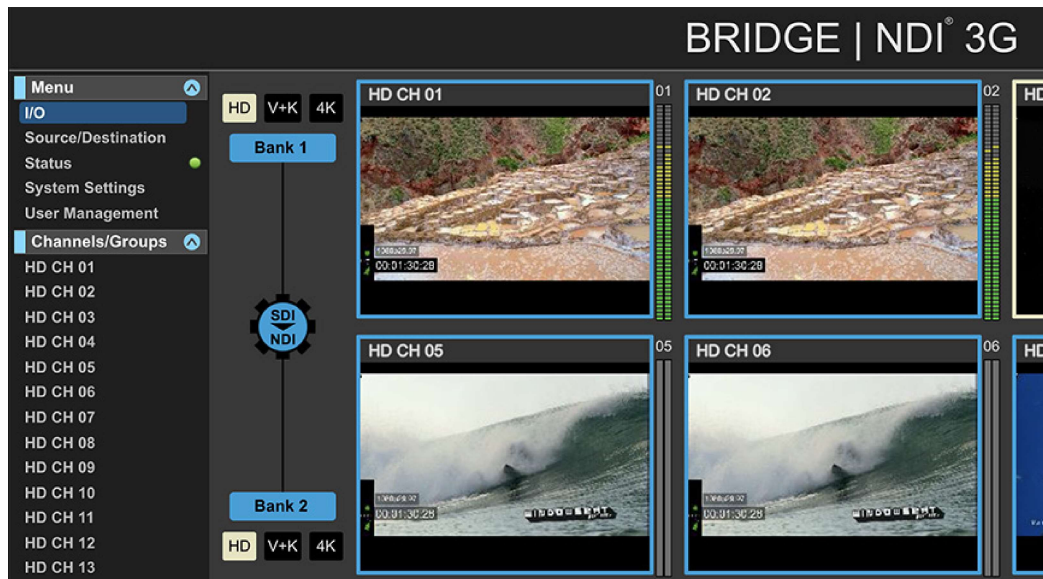 BRIDGE | NDI® 3G
Menu
I/O
Source/Destination
Status
System Settings
User Management
Channels/Groups
HD CH 01
HD CH 02
HD CH 03
HD CH 04
HD CH 05
HD CH 06
HD CH 07
HD CH 08
HD CH 09
HD CH 10
HD CH 11
HD CH 12
HD CH 13
HD V+K 4K
Bank 1
SDI
NDI
Bank 2
HD V+K 4K
HD CH 01 01
00:01:30:28
HD CH 02 02
00:01:30:28
HD
HD CH 05 05
00:01:30:28
HD CH 06 06
00:01:30:28
HD